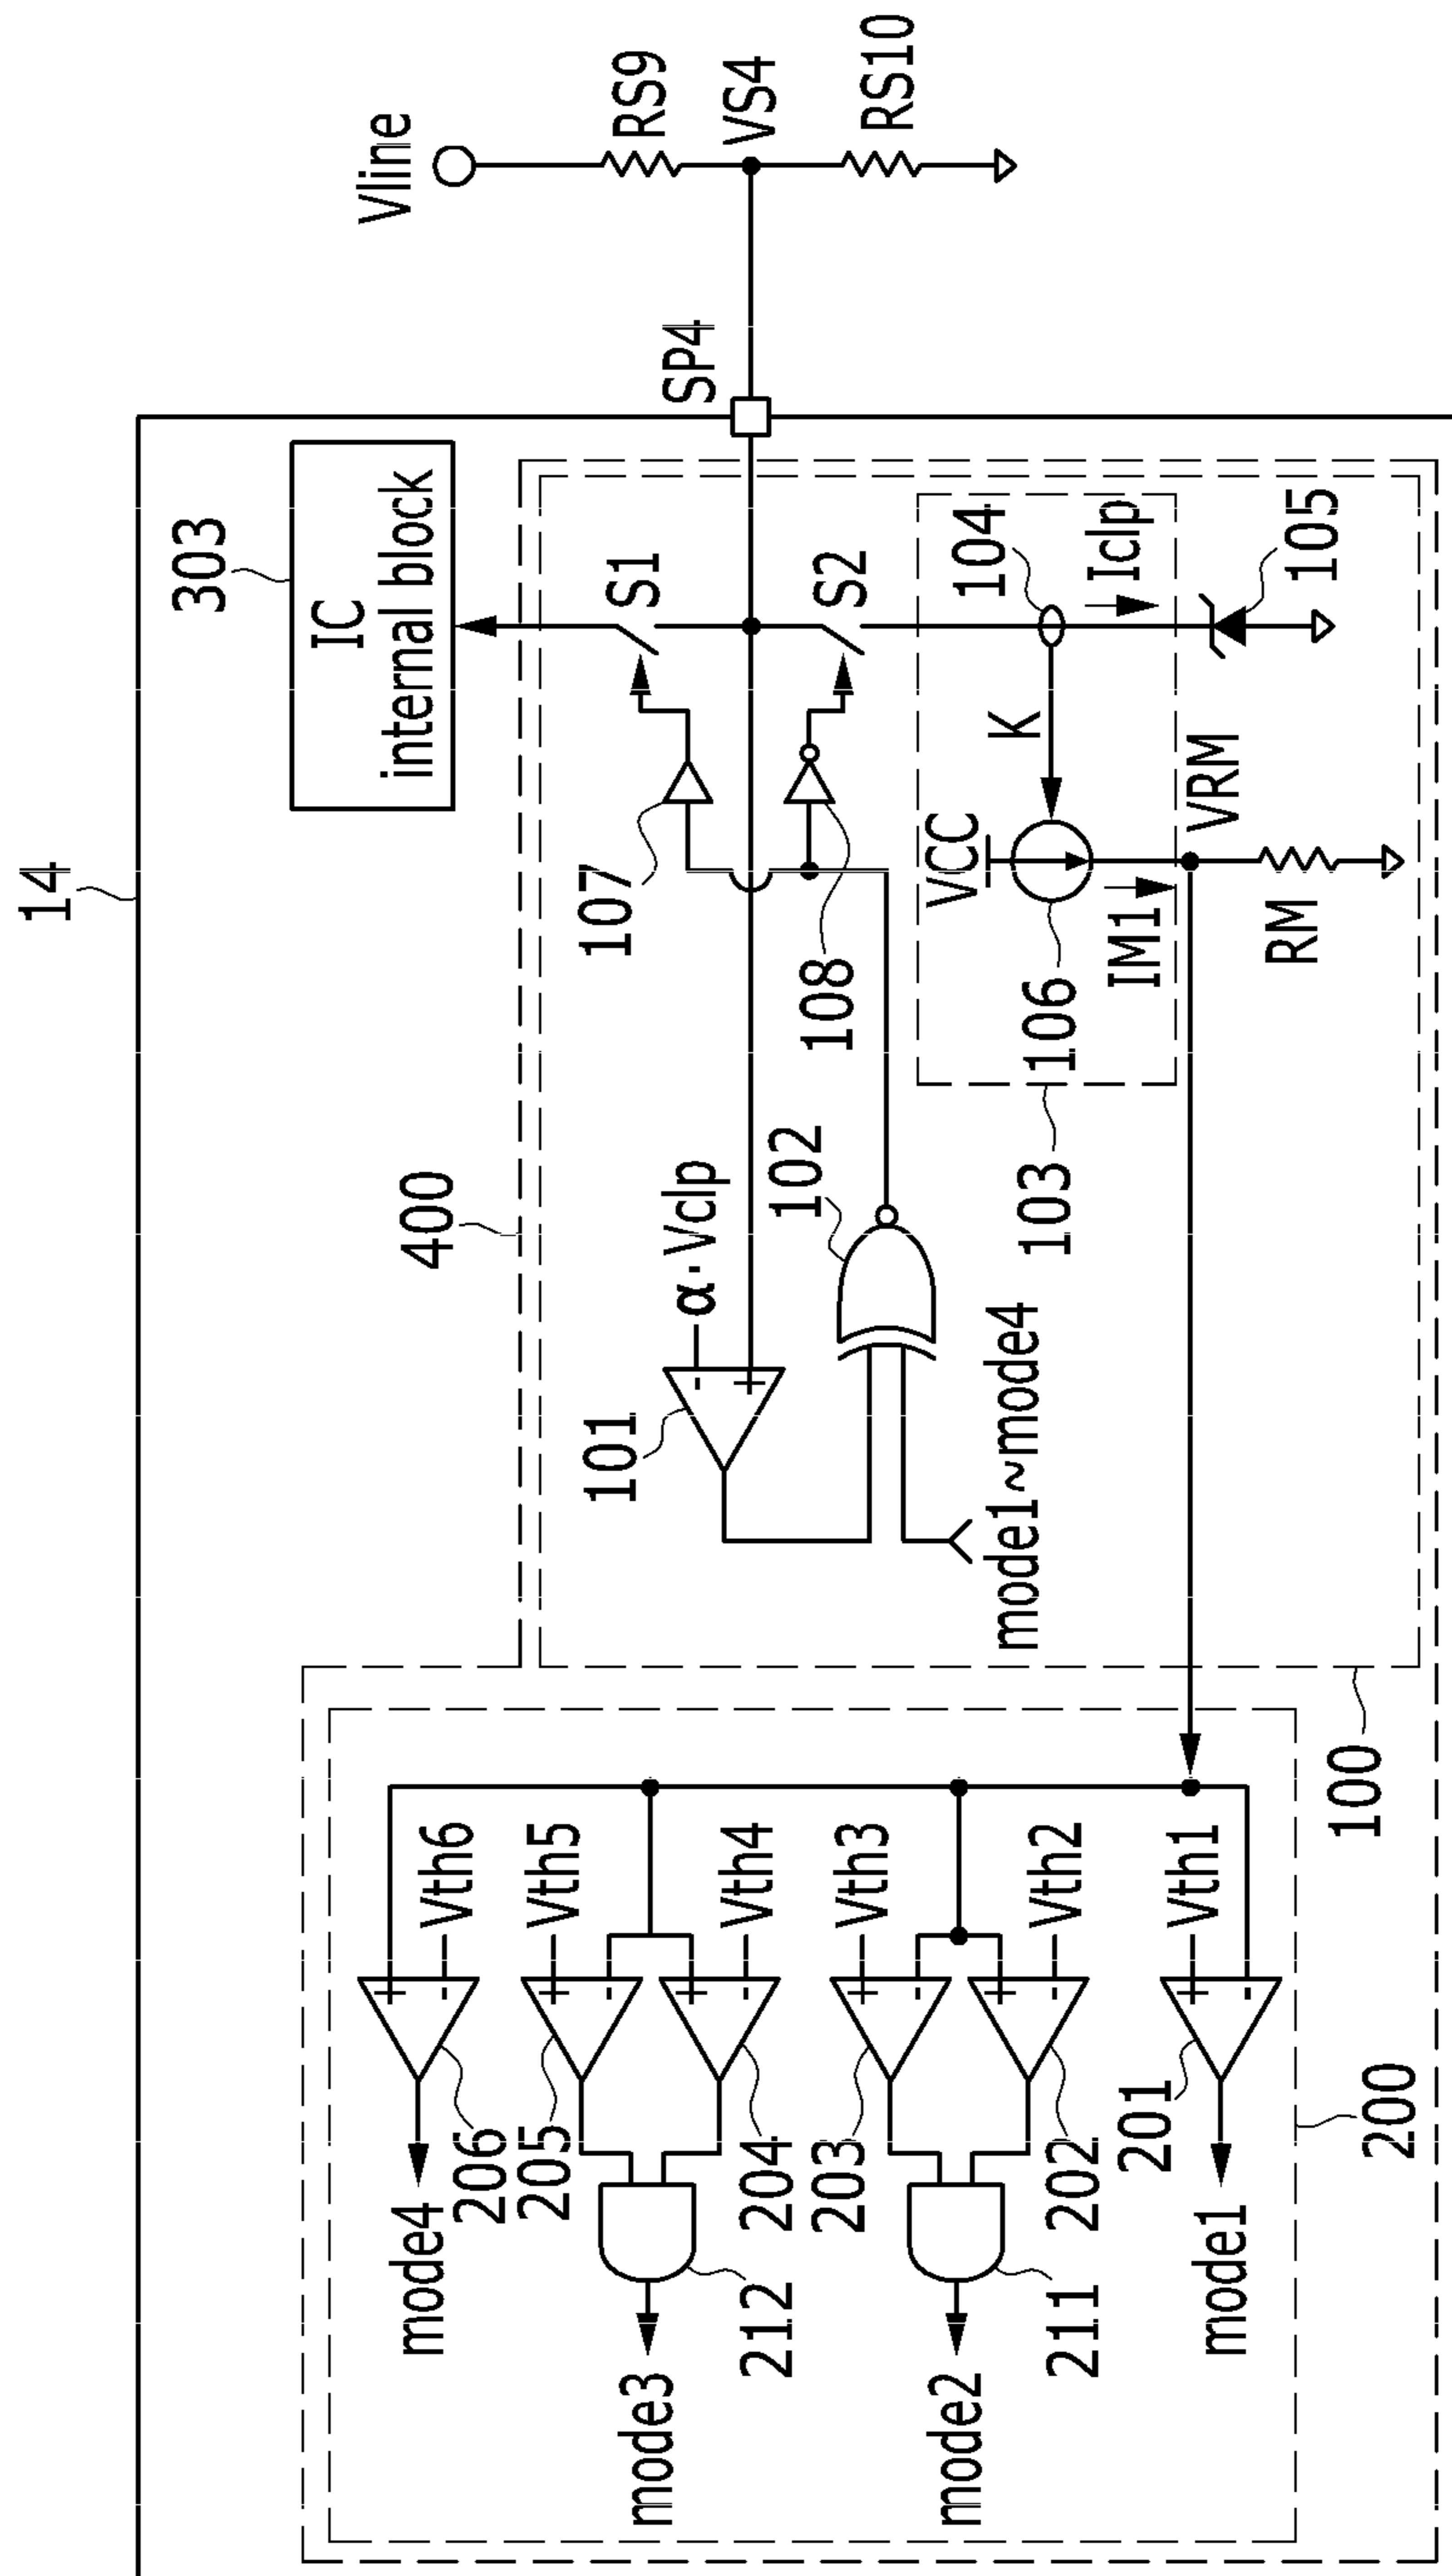 14
303
IC
internal block
Vline
RS9
VS4
RS10
SP4
400
107
S1
108
S2
104
K
Iclp
105
VCC
106
IM1
VRM
RM
103
α·Vclp
101
102
mode1~mode4
100
Vth6
Vth5
Vth4
Vth3
Vth2
Vth1
206
205
204
203
202
201
212
211
200
mode4
mode3
mode2
mode1
+
-
+
-
+
-
+
-
+
-
+
-
-
+